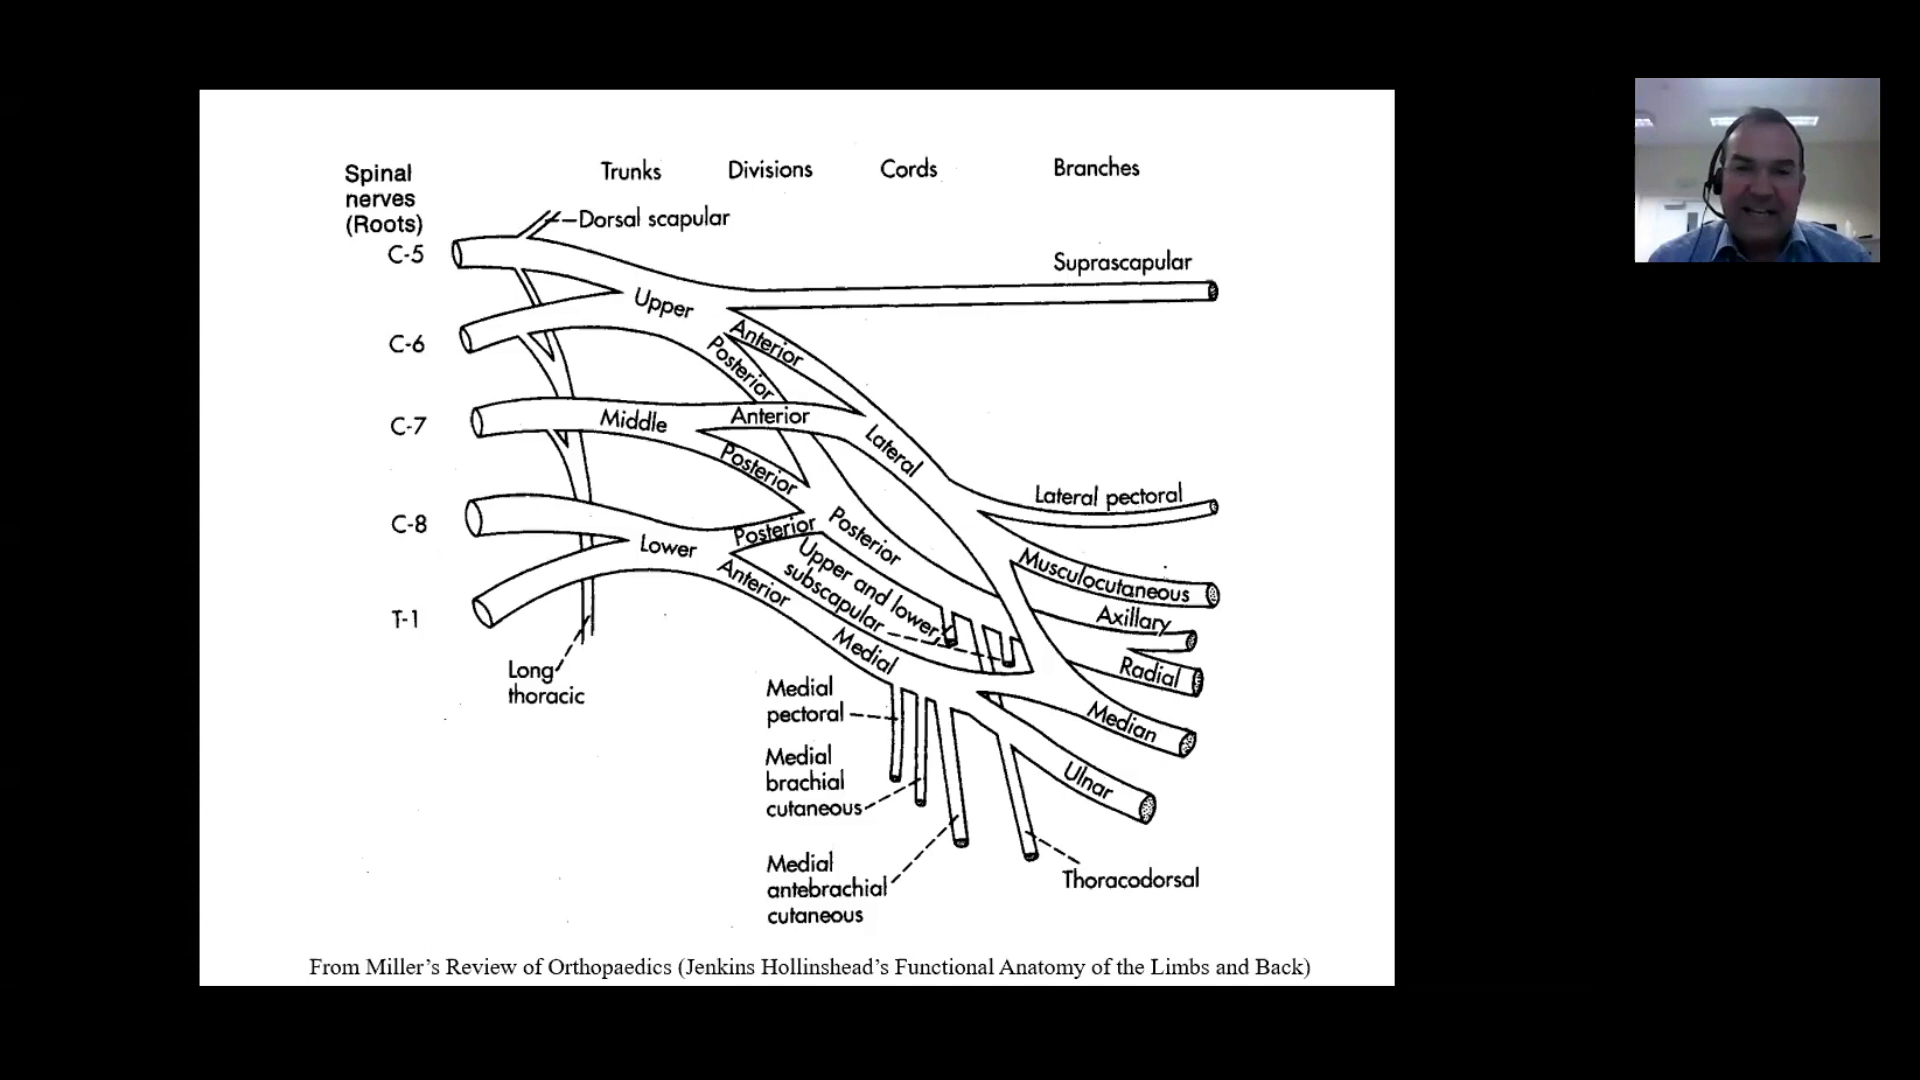 Spinal
nerves
(Roots)
Trunks
Divisions
Cords
Branches
Dorsal scapular
C-5
Suprascapular
Upper
Anterior
Posterior
C-6
C-7
Middle
Anterior
Lateral
Posterior
Lateral pectoral
C-8
Lower
Posterior
Posterior
Anterior
Upper and lower
subscapular
Musculocutaneous
Axillary
T-1
Medial
Radial
Long
thoracic
Medial
pectoral
Median
Medial
brachial
cutaneous
Ulnar
Medial
antebrachial
cutaneous
Thoracodorsal
From Miller's Review of Orthopaedics (Jenkins Hollinshead's Functional Anatomy of the Limbs and Back)